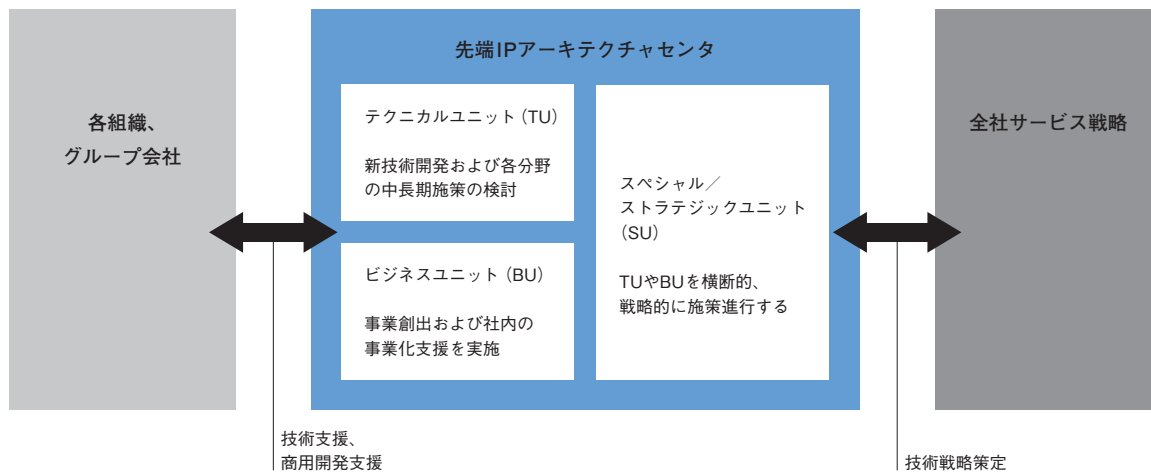 各組織、
グループ会社
先端IPアーキテクチャセンタ
テクニカルユニット（TU）
新技術開発および各分野
の中長期施策の検討
ビジネスユニット（BU）
事業創出および社内の
事業化支援を実施
スペシャル／
ストラテジックユニット
(SU)
TUやBUを横断的、
戦略的に施策進行する
全社サービス戦略
技術支援、
商用開発支援
技術戦略策定